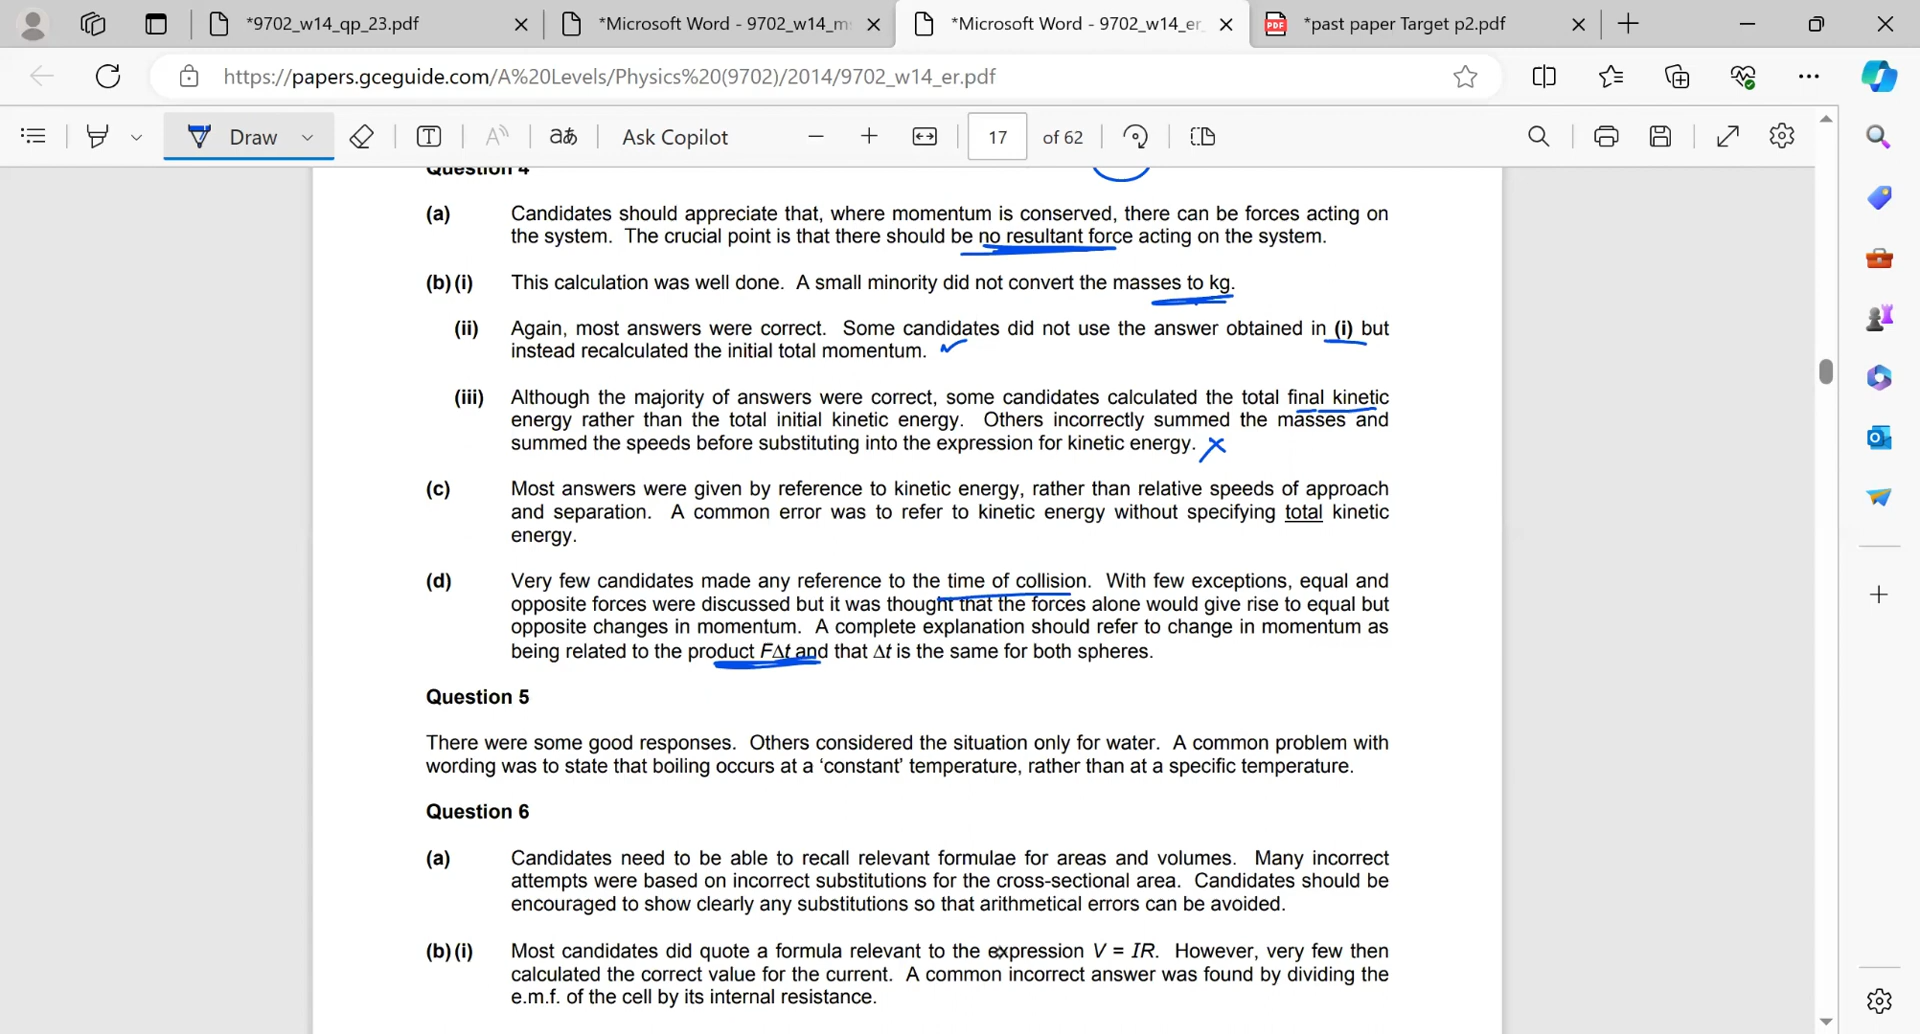 *9702_w14_qp_23.pdf
*Microsoft Word - 9702_w14_m
*Microsoft Word - 9702_w14_er_
*past paper Target p2.pdf
https://papers.gceguide.com/A%20Levels/Physics%20(9702)/2014/9702_w14_er.pdf
Draw
Ask Copilot
17 of 62
Question 4
(a) Candidates should appreciate that, where momentum is conserved, there can be forces acting on
the system. The crucial point is that there should be no resultant force acting on the system.
(b) (i) This calculation was well done. A small minority did not convert the masses to kg.
(ii) Again, most answers were correct. Some candidates did not use the answer obtained in (i) but
instead recalculated the initial total momentum.
(iii) Although the majority of answers were correct, some candidates calculated the total final kinetic
energy rather than the total initial kinetic energy. Others incorrectly summed the masses and
summed the speeds before substituting into the expression for kinetic energy.
(c) Most answers were given by reference to kinetic energy, rather than relative speeds of approach
and separation. A common error was to refer to kinetic energy without specifying total kinetic
energy.
(d) Very few candidates made any reference to the time of collision. With few exceptions, equal and
opposite forces were discussed but it was thought that the forces alone would give rise to equal but
opposite changes in momentum. A complete explanation should refer to change in momentum as
being related to the product FΔt and that Δt is the same for both spheres.
Question 5
There were some good responses. Others considered the situation only for water. A common problem with
wording was to state that boiling occurs at a ‘constant’ temperature, rather than at a specific temperature.
Question 6
(a) Candidates need to be able to recall relevant formulae for areas and volumes. Many incorrect
attempts were based on incorrect substitutions for the cross-sectional area. Candidates should be
encouraged to show clearly any substitutions so that arithmetical errors can be avoided.
(b) (i) Most candidates did quote a formula relevant to the expression V = IR. However, very few then
calculated the correct value for the current. A common incorrect answer was found by dividing the
e.m.f. of the cell by its internal resistance.